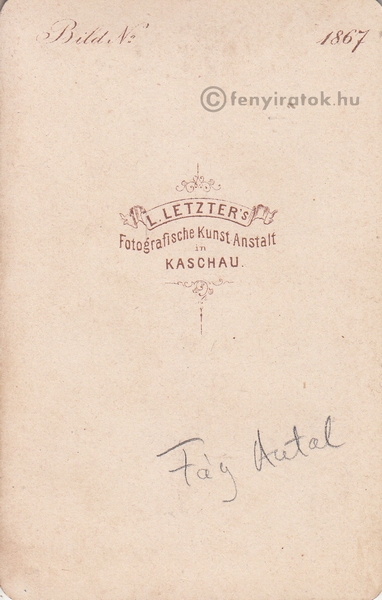 Bild No: 1867
©fenyiratok.hu
L. LETZTER's
Fotografische Kunst Anstalt
in
KASCHAU.
Fáy Antal